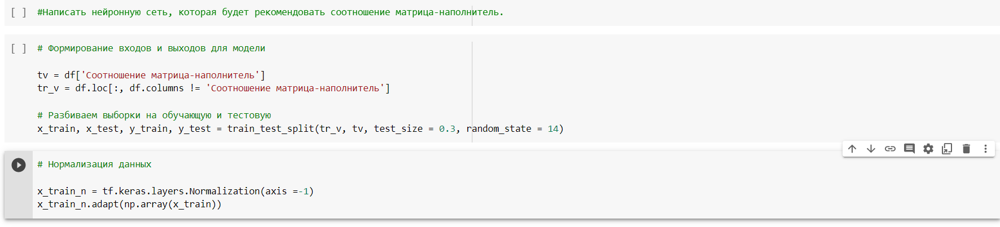 [ ] #Написать нейронную сеть, которая будет рекомендовать соотношение матрица-наполнитель.
[ ] # Формирование входов и выходов для модели
tv = df['Соотношение матрица-наполнитель']
tr_v = df.loc[:, df.columns != 'Соотношение матрица-наполнитель']
# Разбиваем выборки на обучающую и тестовую
x_train, x_test, y_train, y_test = train_test_split(tr_v, tv, test_size = 0.3, random_state = 14)
# Нормализация данных
x_train_n = tf.keras.layers.Normalization(axis =-1)
x_train_n.adapt(np.array(x_train))